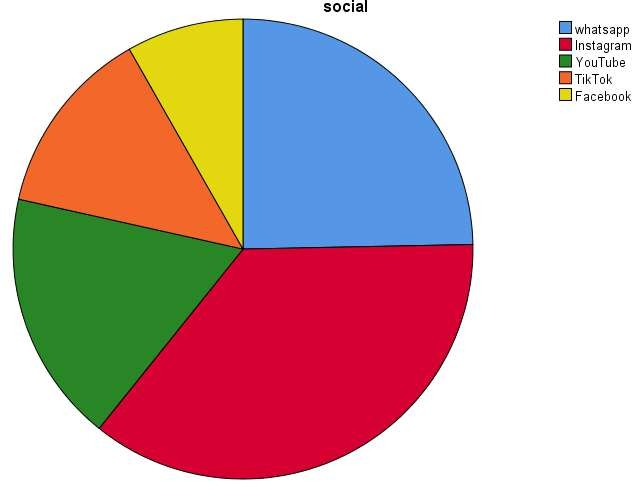 social
whatsapp
Instagram
YouTube
TikTok
Facebook